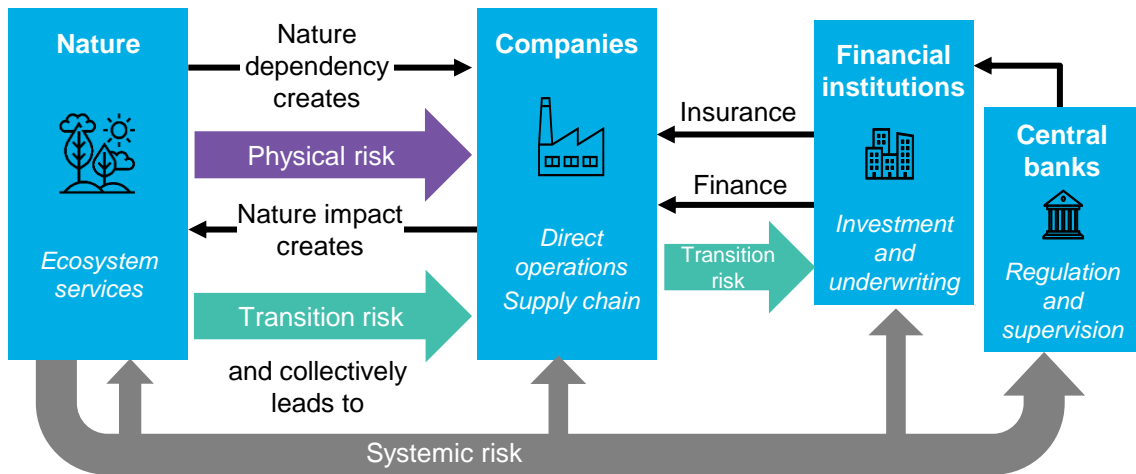 Nature
Ecosystem
services
Nature
dependency
creates
Physical risk
Nature impact
creates
Transition risk
and collectively
leads to
Companies
Direct
operations
Supply chain
Insurance
Finance
Transition
risk
Financial
institutions
Investment
and
underwriting
Central
banks
Regulation
and
supervision
Systemic risk